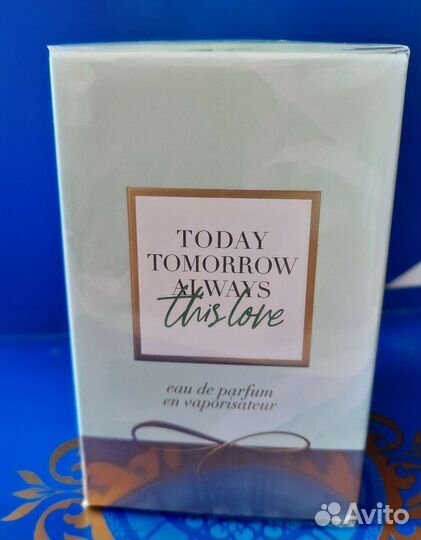 TODAY
TOMORROW
ALWAYS
this love
eau de parfum
en vaporisateur
Avito